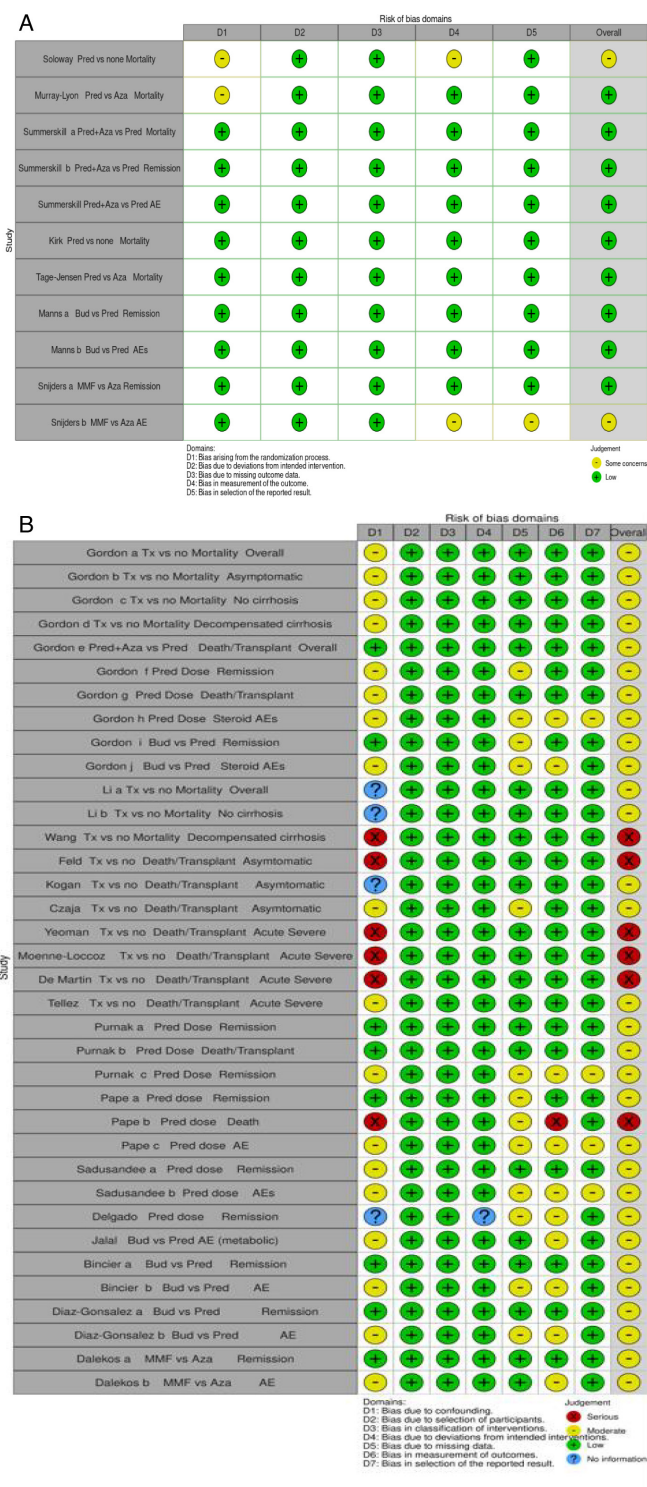 A
Risk of bias domains
D1 D2 D3 D4 D5 Overall
Study
Soloway Pred vs none Mortality - + + - + -
Murray-Lyon Pred vs Aza Mortality - + + + + +
Summerskill a Pred+Aza vs Pred Mortality + + + + + +
Summerskill b Pred+Aza vs Pred Remission + + + + + +
Summerskill Pred+Aza vs Pred AE + + + + + +
Kirk Pred vs none Mortality + + + + + +
Tage-Jensen Pred vs Aza Mortality + + + + + +
Manns a Bud vs Pred Remission + + + + + +
Manns b Bud vs Pred AEs + + + + + +
Snijders a MMF vs Aza Remission + + + + + +
Snijders b MMF vs Aza AE + + + - - -
Domains:
D1: Bias arising from the randomization process.
D2: Bias due to deviations from intended intervention.
D3: Bias due to missing outcome data.
D4: Bias in measurement of the outcome.
D5: Bias in selection of the reported result.
Judgement
- Some concerns
+ Low
B
Risk of bias domains
D1 D2 D3 D4 D5 D6 D7 Overall
Study
Gordon a Tx vs no Mortality Overall - + + + + + + -
Gordon b Tx vs no Mortality Asymptomatic - + + + + + + -
Gordon c Tx vs no Mortality No cirrhosis - + + + + + + -
Gordon d Tx vs no Mortality Decompensated cirrhosis - + + + + + + -
Gordon e Pred+Aza vs Pred Death/Transplant Overall + + + + + + + -
Gordon f Pred Dose Remission - + + + - + + -
Gordon g Pred Dose Death/Transplant - + + + + + + -
Gordon h Pred Dose Steroid AEs - + + + - - - -
Gordon i Bud vs Pred Remission + + + + - + + -
Gordon j Bud vs Pred Steroid AEs - + + + - - + -
Li a Tx vs no Mortality Overall ? + + + + + + -
Li b Tx vs no Mortality No cirrhosis ? + + + + + + -
Wang Tx vs no Mortality Decompensated cirrhosis X + + + + + + X
Feld Tx vs no Death/Transplant Asymtomatic X + + + + + + X
Kogan Tx vs no Death/Transplant Asymtomatic ? + + + + + + -
Czaja Tx vs no Death/Transplant Asymtomatic - + + + - + + -
Yeoman Tx vs no Death/Transplant Acute Severe X + + + + + + X
Moenne-Loccoz Tx vs no Death/Transplant Acute Severe X + + + + + + X
De Martin Tx vs no Death/Transplant Acute Severe X + + + + + + X
Tellez Tx vs no Death/Transplant Acute Severe - + + + + + + -
Purnak a Pred Dose Remission + + + + + + + -
Purnak b Pred Dose Death/Transplant + + + + + + + -
Purnak c Pred Dose Remission - + + + - - - -
Pape a Pred dose Remission + + + + - + + -
Pape b Pred dose Death X + + + - X + X
Pape c Pred dose AE - + + + - - - -
Sadusandee a Pred dose Remission - + + + + + + -
Sadusandee b Pred dose AEs - + + + - - - -
Delgado Pred dose Remission ? + + ? - - + -
Jalal Bud vs Pred AE (metabolic) - + + + + - + -
Bincier a Bud vs Pred Remission + + + + + + + -
Bincier b Bud vs Pred AE - + + + - - + -
Diaz-Gonsalez a Bud vs Pred Remission + + + + + + + -
Diaz-Gonsalez b Bud vs Pred AE - + + + - - + -
Dalekos a MMF vs Aza Remission + + + + + + + -
Dalekos b MMF vs Aza AE - + + + + - + -
Domains:
D1: Bias due to confounding.
D2: Bias due to selection of participants.
D3: Bias in classification of interventions.
D4: Bias due to deviations from intended interventions.
D5: Bias due to missing data.
D6: Bias in measurement of outcomes.
D7: Bias in selection of the reported result.
Judgement
X Serious
- Moderate
+ Low
? No information